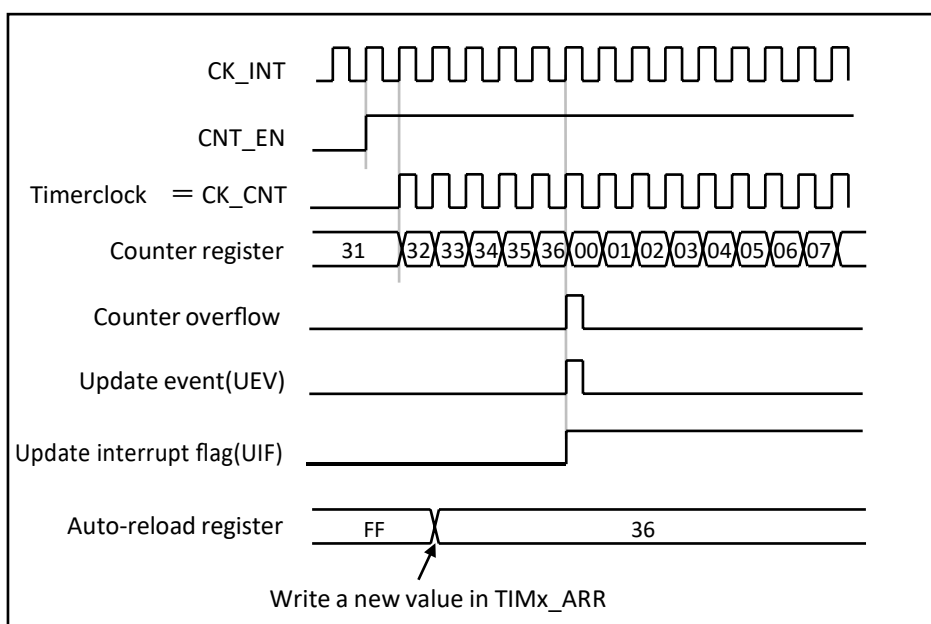 CK_INT
CNT_EN
Timerclock = CK_CNT
Counter register 31 32 33 34 35 36 00 01 02 03 04 05 06 07
Counter overflow
Update event(UEV)
Update interrupt flag(UIF)
Auto-reload register FF 36
Write a new value in TIMx_ARR